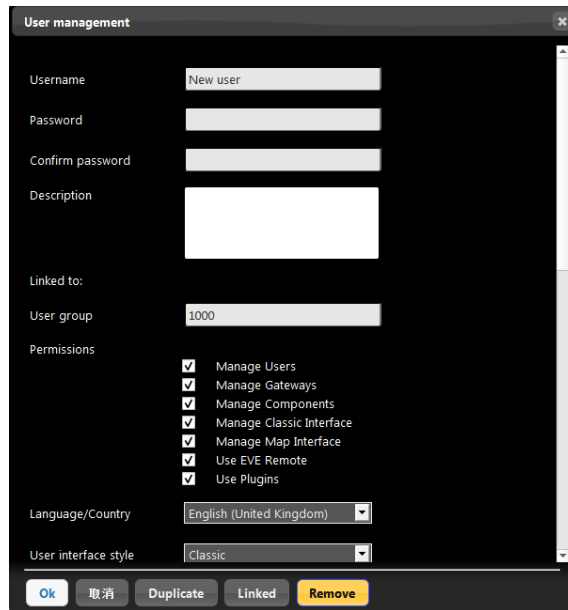 User management
Username
New user
Password
Confirm password
Description
Linked to:
User group
1000
Permissions
Manage Users
Manage Gateways
Manage Components
Manage Classic Interface
Manage Map Interface
Use EVE Remote
Use Plugins
Language/Country
English (United Kingdom)
User interface style
Classic
Ok 取消 Duplicate Linked Remove